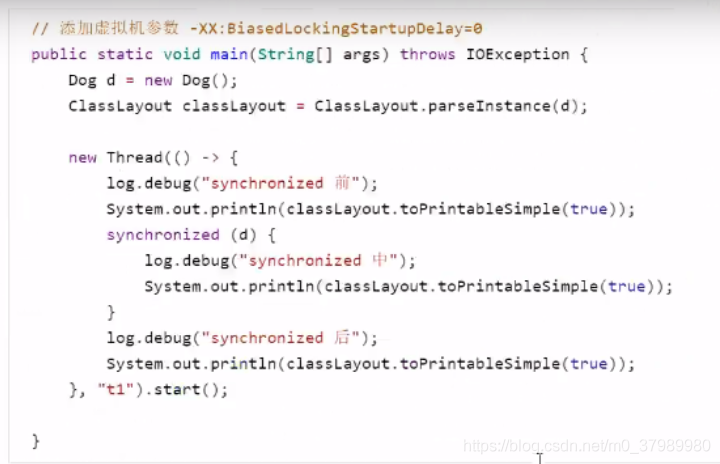 // 添加虚拟机参数 -XX:BiasedLockingStartupDelay=0
public static void main(String[] args) throws IOException {
    Dog d = new Dog();
    ClassLayout classLayout = ClassLayout.parseInstance(d);

    new Thread(() -> {
        log.debug("synchronized 前");
        System.out.println(classLayout.toPrintableSimple(true));
        synchronized (d) {
            log.debug("synchronized 中");
            System.out.println(classLayout.toPrintableSimple(true));
        }
        log.debug("synchronized 后");
        System.out.println(classLayout.toPrintableSimple(true));
    }, "t1").start();

}
https://blog.csdn.net/m0_37989980